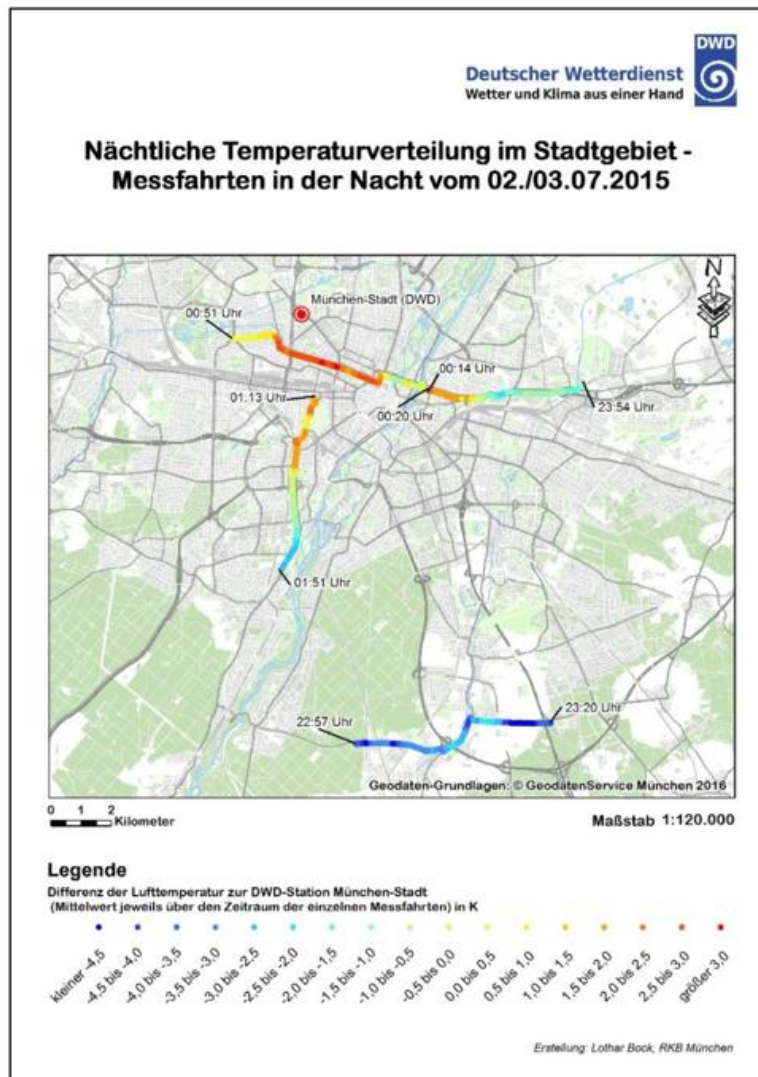 DWD
Deutscher Wetterdienst
Wetter und Klima aus einer Hand
Nächtliche Temperaturverteilung im Stadtgebiet -
Messfahrten in der Nacht vom 02./03.07.2015
N
München-Stadt (DWD)
00:51 Uhr
00:14 Uhr
01:13 Uhr
00:20 Uhr
23:54 Uhr
01:51 Uhr
22:57 Uhr
23:20 Uhr
Geodaten-Grundlagen: © GeodatenService München 2016
0 1 2
Kilometer
Maßstab 1:120.000
Legende
Differenz der Lufttemperatur zur DWD-Station München-Stadt
(Mittelwert jeweils über den Zeitraum der einzelnen Messfahrten) in K
kleiner -4,5
-4,5 bis -4,0
-4,0 bis -3,5
-3,5 bis -3,0
-3,0 bis -2,5
-2,5 bis -2,0
-2,0 bis -1,5
-1,5 bis -1,0
-1,0 bis -0,5
-0,5 bis 0,0
0,0 bis 0,5
0,5 bis 1,0
1,0 bis 1,5
1,5 bis 2,0
2,0 bis 2,5
2,5 bis 3,0
größer 3,0
Erstellung: Lothar Bock, RKB München